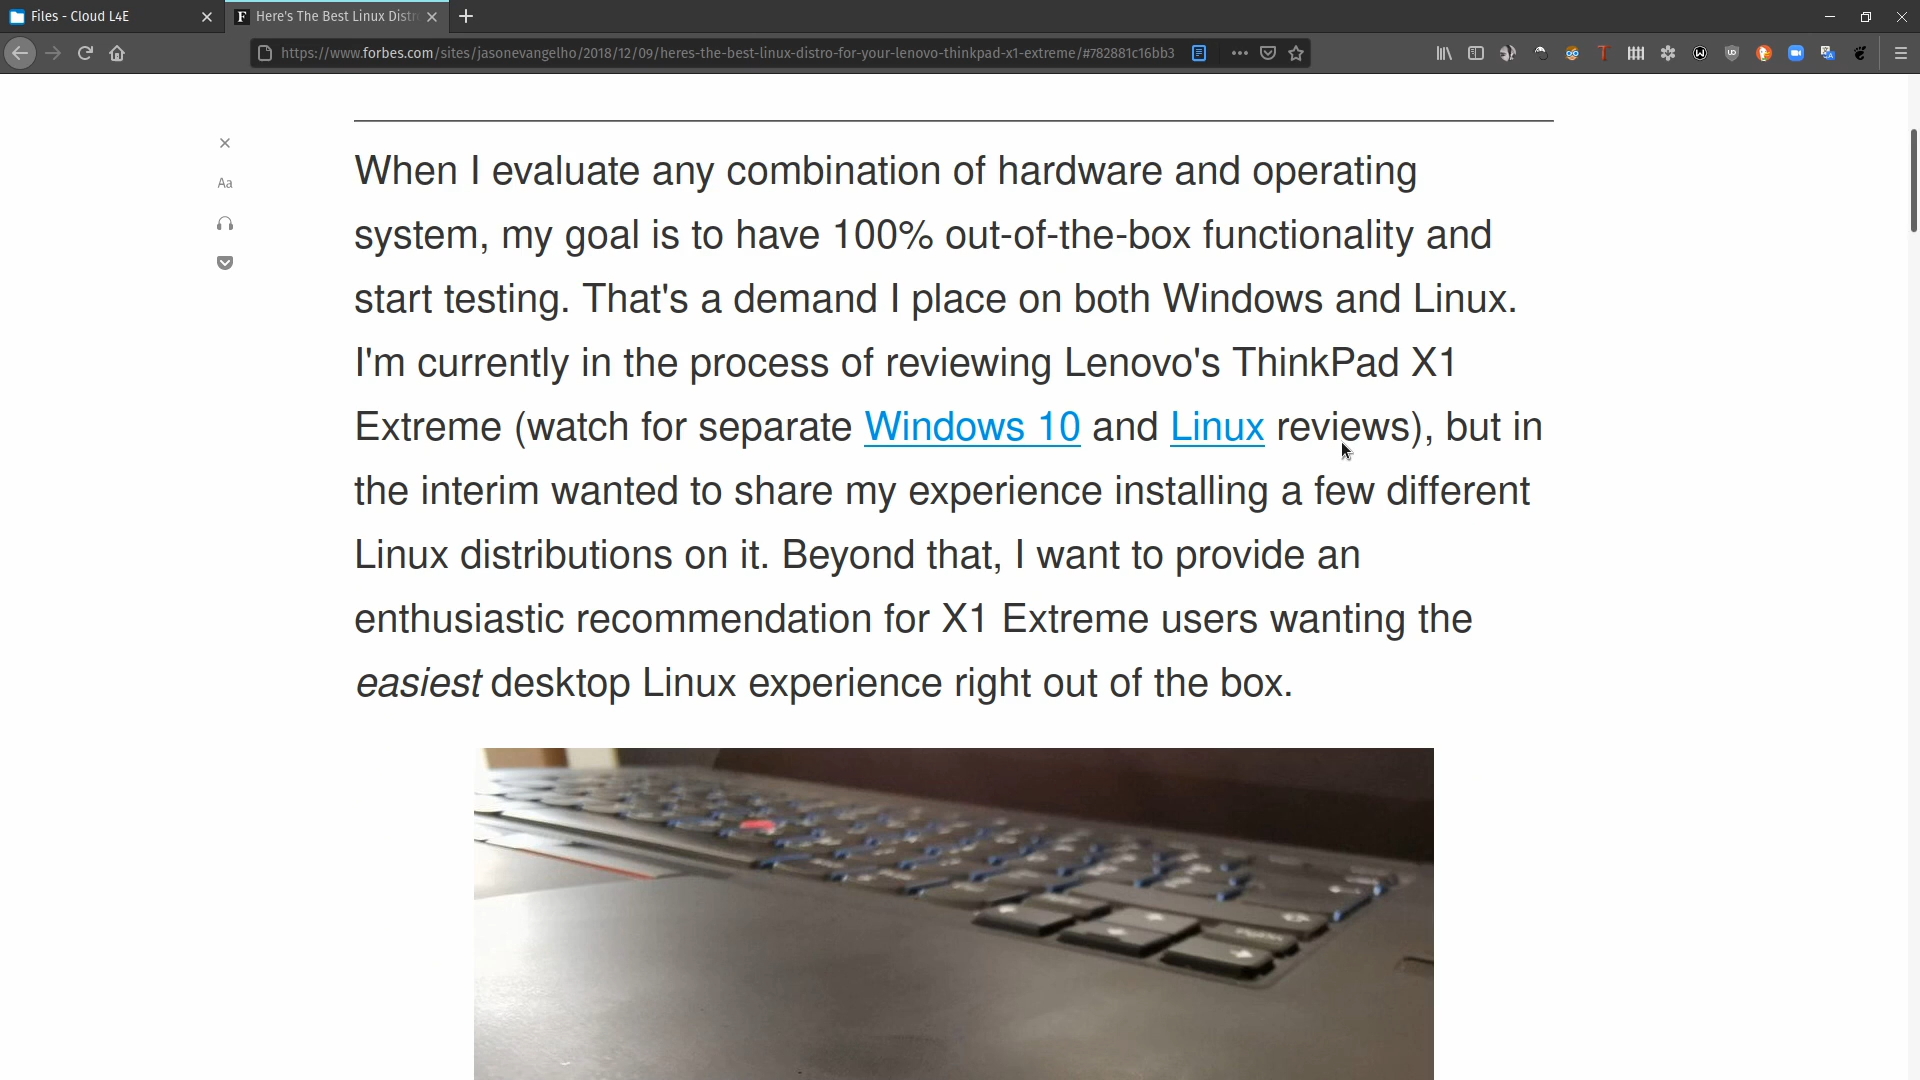 Files - Cloud L4E
F Here's The Best Linux Distr
https://www.forbes.com/sites/jasonevangelho/2018/12/09/heres-the-best-linux-distro-for-your-lenovo-thinkpad-x1-extreme/#782881c16bb3
Aa
When I evaluate any combination of hardware and operating
system, my goal is to have 100% out-of-the-box functionality and
start testing. That's a demand I place on both Windows and Linux.
I'm currently in the process of reviewing Lenovo's ThinkPad X1
Extreme (watch for separate Windows 10 and Linux reviews), but in
the interim wanted to share my experience installing a few different
Linux distributions on it. Beyond that, I want to provide an
enthusiastic recommendation for X1 Extreme users wanting the
easiest desktop Linux experience right out of the box.